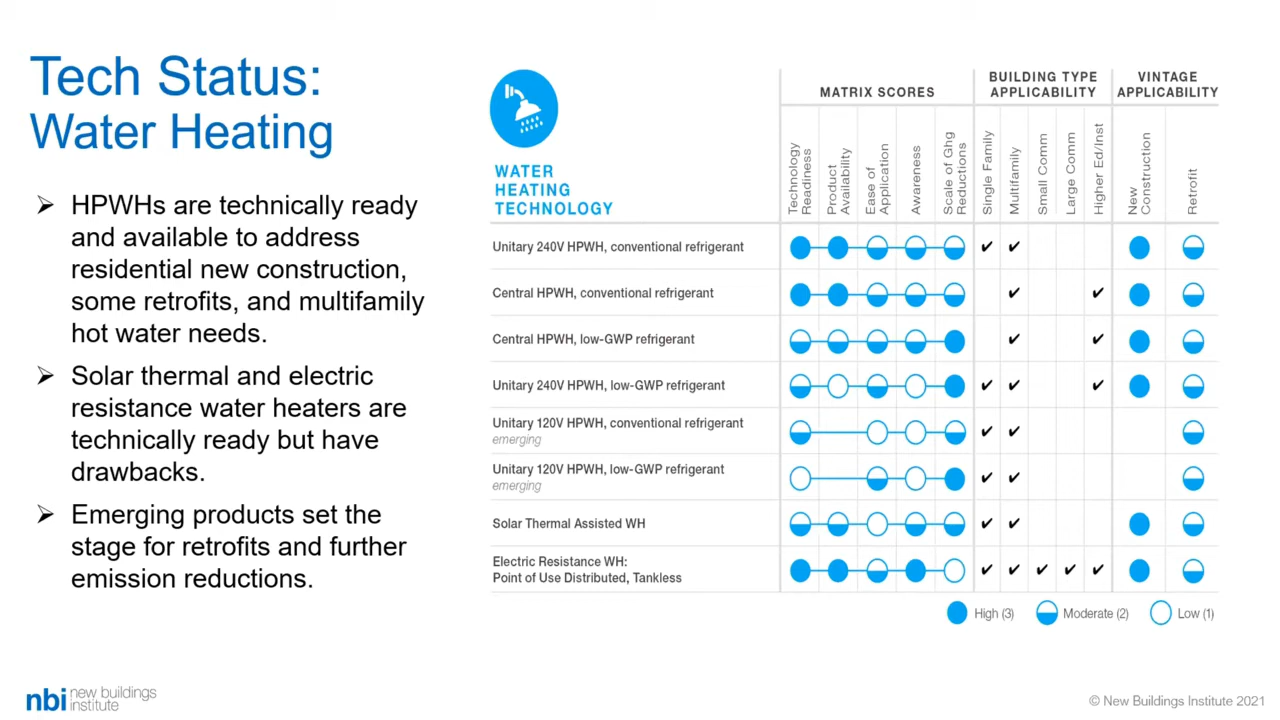 Tech Status:
Water Heating
➢ HPWHs are technically ready
and available to address
residential new construction,
some retrofits, and multifamily
hot water needs.
➢ Solar thermal and electric
resistance water heaters are
technically ready but have
drawbacks.
➢ Emerging products set the
stage for retrofits and further
emission reductions.
WATER
HEATING
TECHNOLOGY
MATRIX SCORES
BUILDING TYPE
APPLICABILITY
VINTAGE
APPLICABILITY
Technology
Readiness
Product
Availability
Ease of
Application
Awareness
Scale of Ghg
Reductions
Single Family
Multifamily
Small Comm
Large Comm
Higher Ed/Inst
New
Construction
Retrofit
Unitary 240V HPWH, conventional refrigerant ✔ ✔
Central HPWH, conventional refrigerant ✔ ✔
Central HPWH, low-GWP refrigerant ✔ ✔
Unitary 240V HPWH, low-GWP refrigerant ✔ ✔ ✔
Unitary 120V HPWH, conventional refrigerant ✔ ✔
emerging
Unitary 120V HPWH, low-GWP refrigerant ✔ ✔
emerging
Solar Thermal Assisted WH ✔ ✔
Electric Resistance WH:
Point of Use Distributed, Tankless ✔ ✔ ✔ ✔ ✔
High (3) Moderate (2) Low (1)
nbi new buildings
institute
© New Buildings Institute 2021